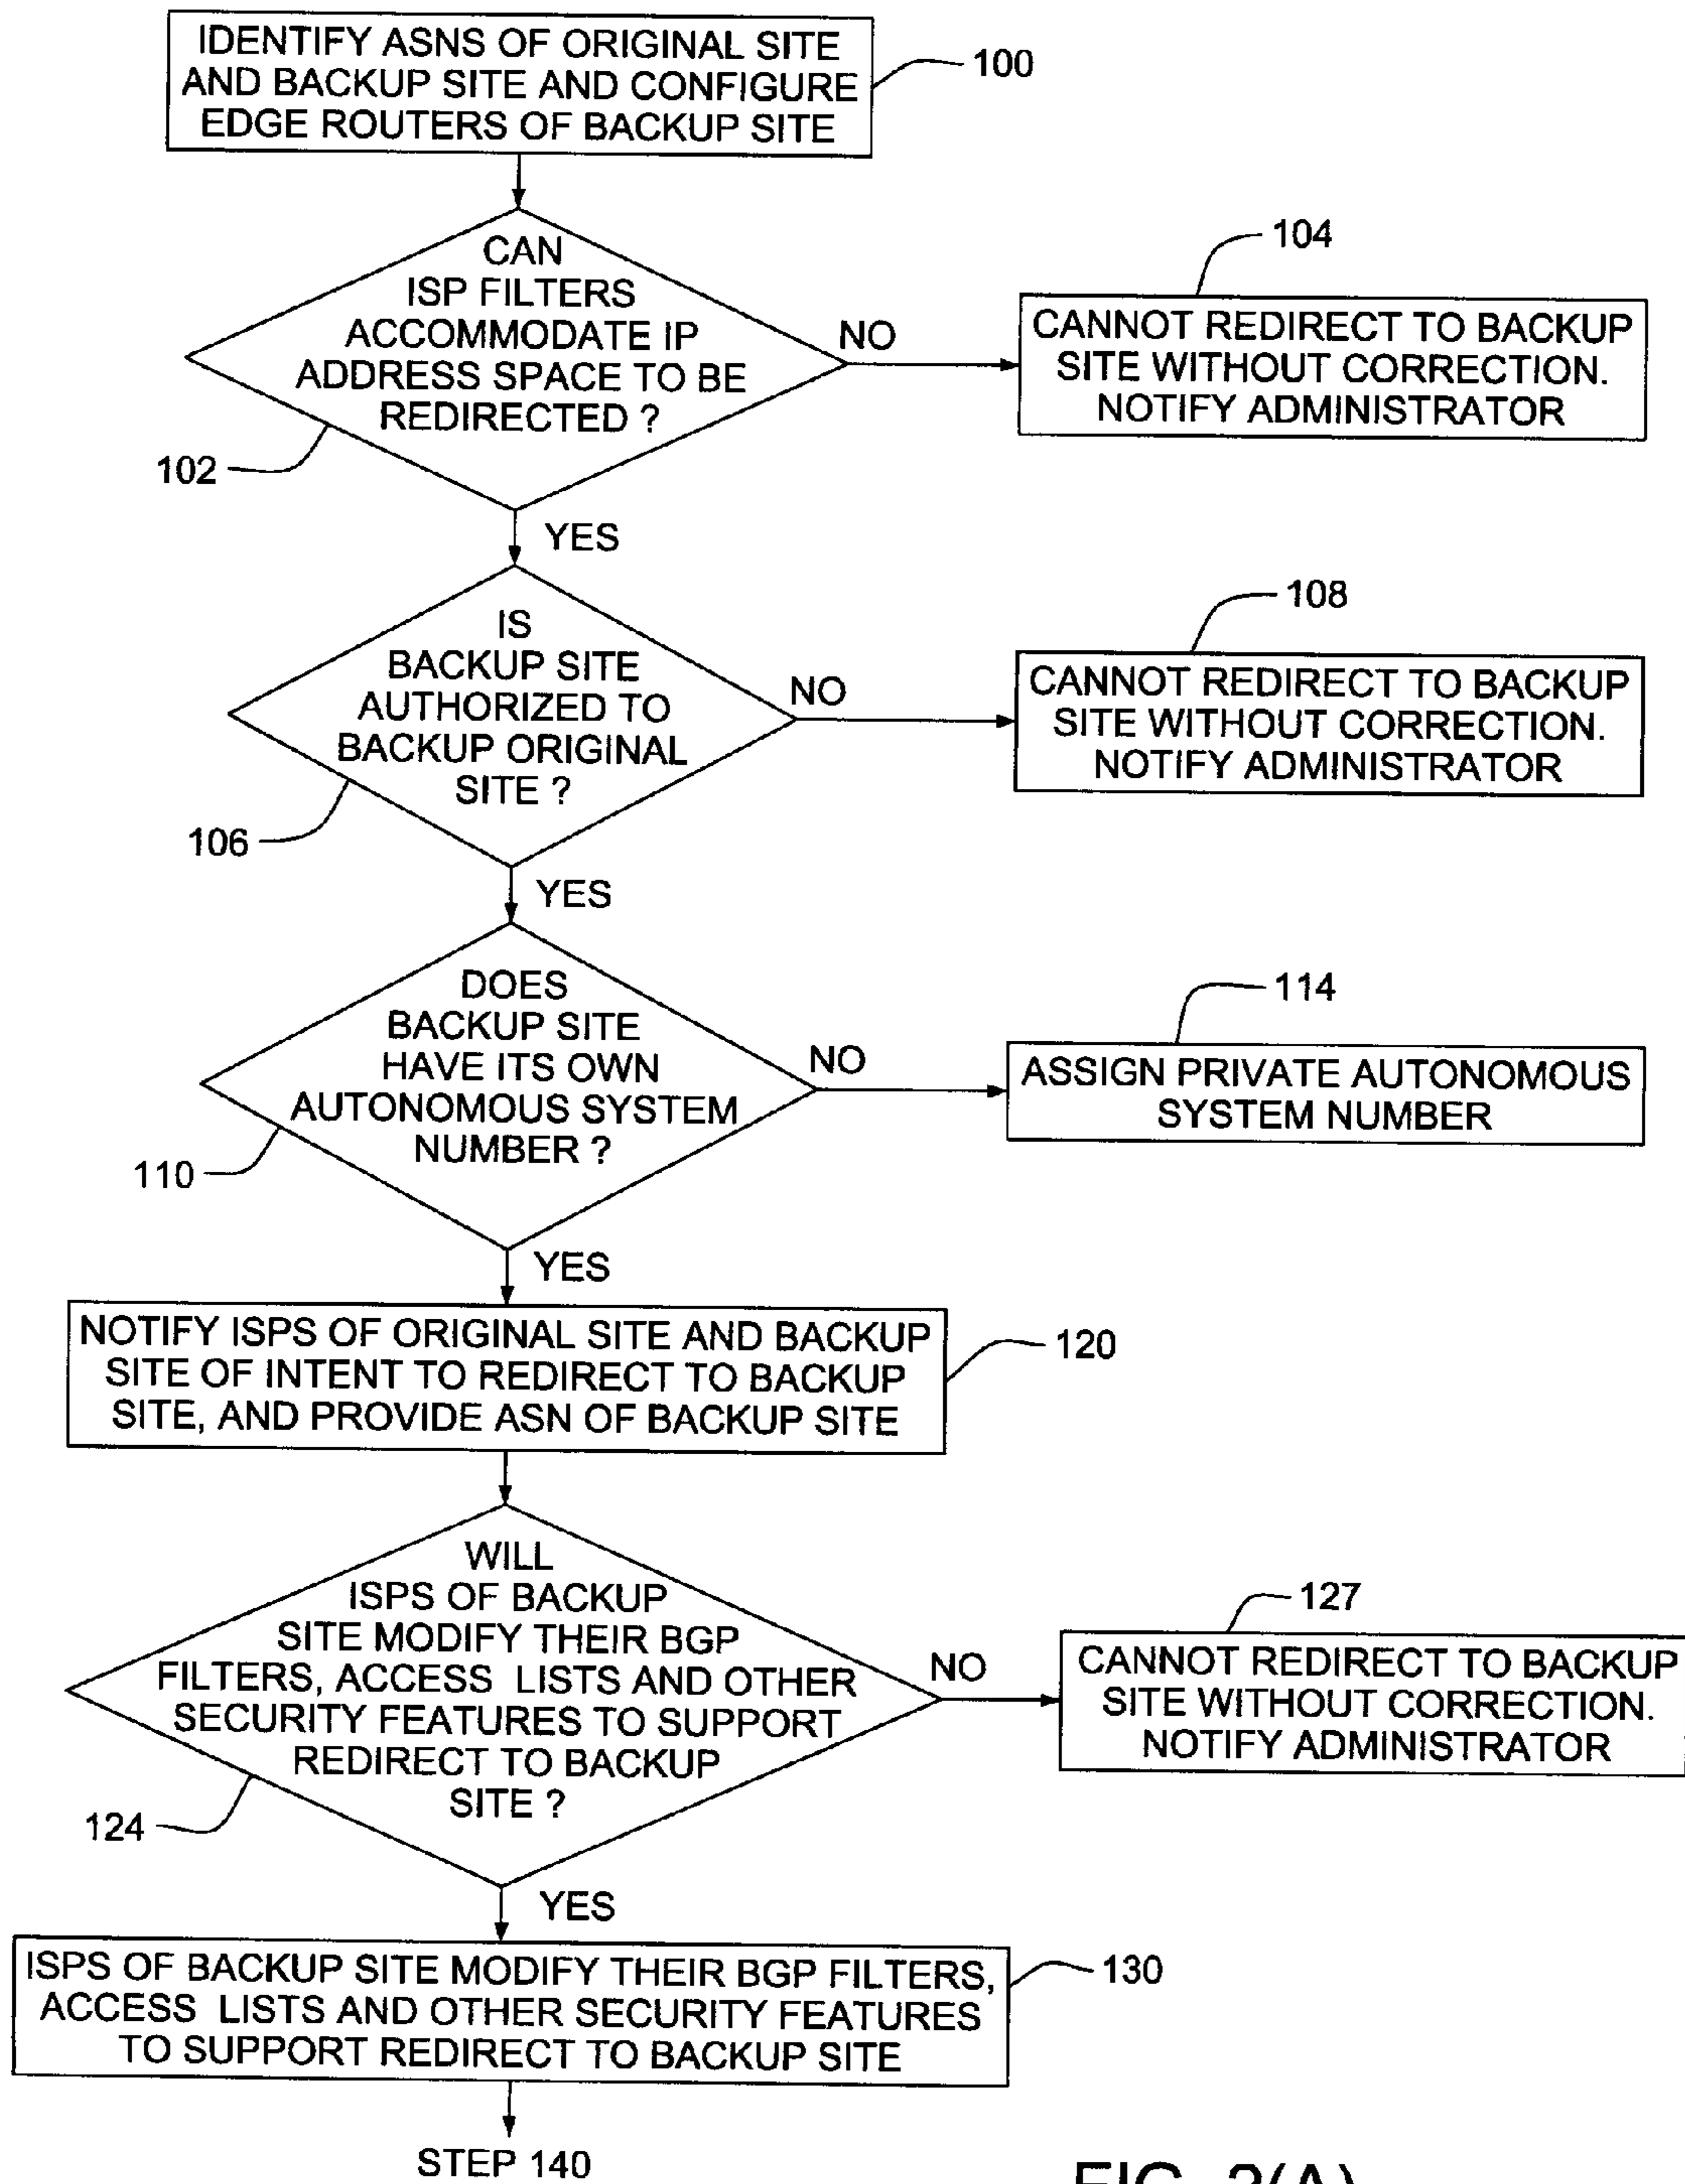 IDENTIFY ASNS OF ORIGINAL SITE
AND BACKUP SITE AND CONFIGURE
EDGE ROUTERS OF BACKUP SITE
100
CAN
ISP FILTERS
ACCOMMODATE IP
ADDRESS SPACE TO BE
REDIRECTED ?
102
NO
104
CANNOT REDIRECT TO BACKUP
SITE WITHOUT CORRECTION.
NOTIFY ADMINISTRATOR
YES
IS
BACKUP SITE
AUTHORIZED TO
BACKUP ORIGINAL
SITE ?
106
NO
108
CANNOT REDIRECT TO BACKUP
SITE WITHOUT CORRECTION.
NOTIFY ADMINISTRATOR
YES
DOES
BACKUP SITE
HAVE ITS OWN
AUTONOMOUS SYSTEM
NUMBER ?
110
NO
114
ASSIGN PRIVATE AUTONOMOUS
SYSTEM NUMBER
YES
NOTIFY ISPS OF ORIGINAL SITE AND BACKUP
SITE OF INTENT TO REDIRECT TO BACKUP
SITE, AND PROVIDE ASN OF BACKUP SITE
120
WILL
ISPS OF BACKUP
SITE MODIFY THEIR BGP
FILTERS, ACCESS LISTS AND OTHER
SECURITY FEATURES TO SUPPORT
REDIRECT TO BACKUP
SITE ?
124
NO
127
CANNOT REDIRECT TO BACKUP
SITE WITHOUT CORRECTION.
NOTIFY ADMINISTRATOR
YES
ISPS OF BACKUP SITE MODIFY THEIR BGP FILTERS,
ACCESS LISTS AND OTHER SECURITY FEATURES
TO SUPPORT REDIRECT TO BACKUP SITE
130
STEP 140
FIG. 2(A)